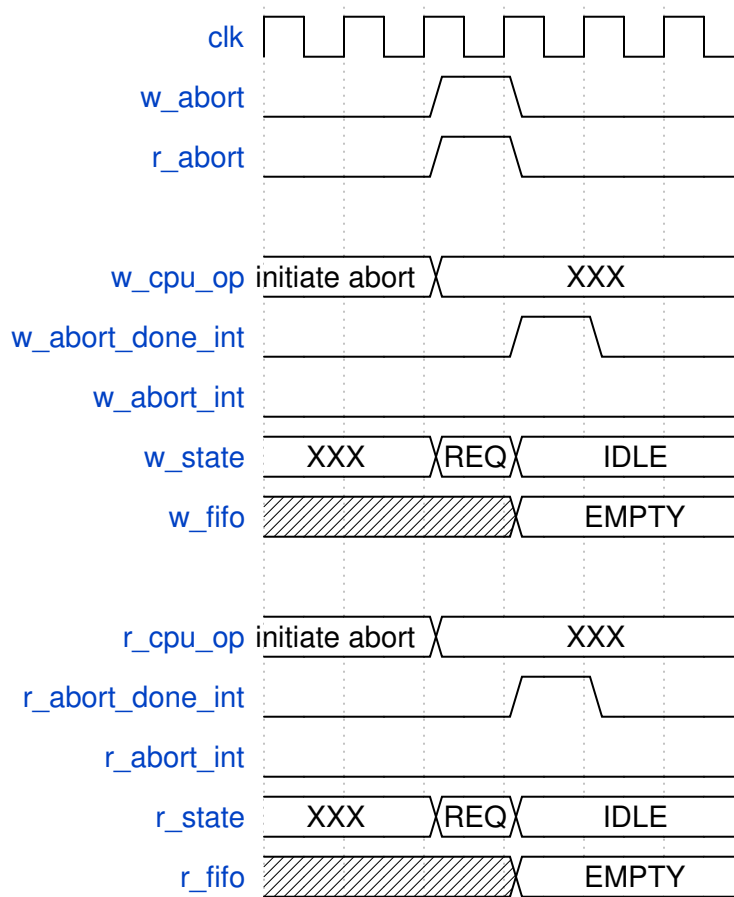 clk
w_abort
r_abort
w_cpu_op initiate abort XXX
w_abort_done_int
w_abort_int
w_state XXX REQ IDLE
w_fifo EMPTY
r_cpu_op initiate abort XXX
r_abort_done_int
r_abort_int
r_state XXX REQ IDLE
r_fifo EMPTY